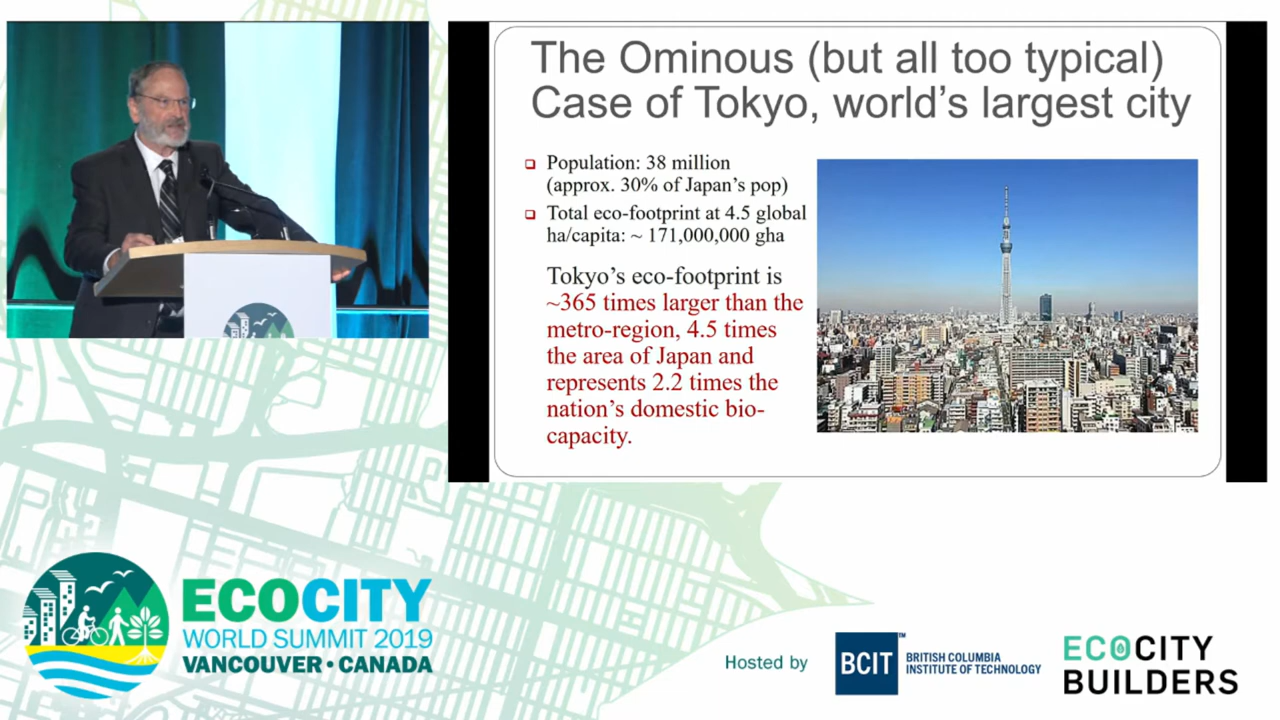 The Ominous (but all too typical)
Case of Tokyo, world's largest city
Population: 38 million
(approx. 30% of Japan's pop)
Total eco-footprint at 4.5 global
ha/capita: ~ 171,000,000 gha
Tokyo's eco-footprint is
~365 times larger than the
metro-region, 4.5 times
the area of Japan and
represents 2.2 times the
nation's domestic bio-
capacity.
ECOCITY
WORLD SUMMIT 2019
VANCOUVER • CANADA
Hosted by
BCIT™
BRITISH COLUMBIA
INSTITUTE OF TECHNOLOGY
ECOCITY
BUILDERS